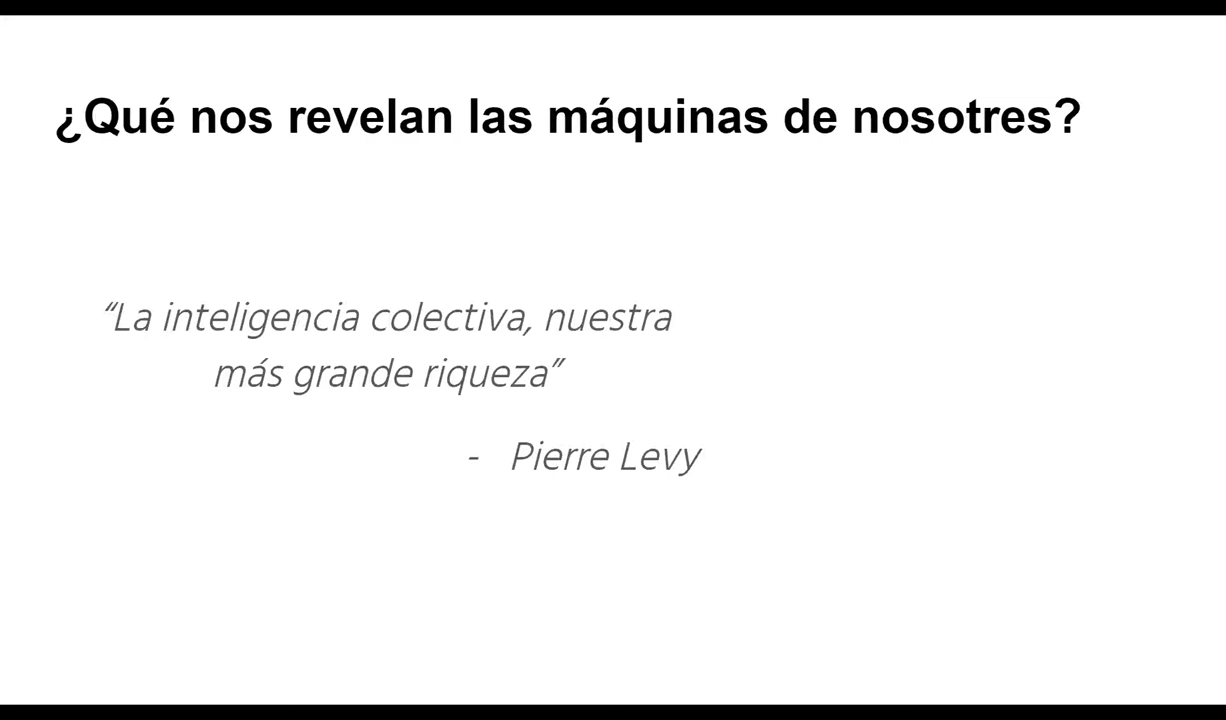 ¿Qué nos revelan las máquinas de nosotres?
“La inteligencia colectiva, nuestra
más grande riqueza”
- Pierre Levy